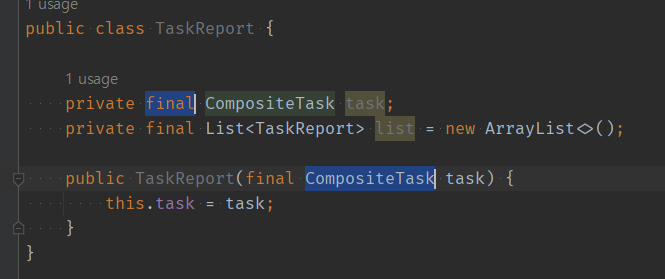 1 usage
public class TaskReport {
1 usage
private final CompositeTask task;
private final List<TaskReport> list = new ArrayList<>();
public TaskReport(final CompositeTask task) {
this.task = task;
}
}